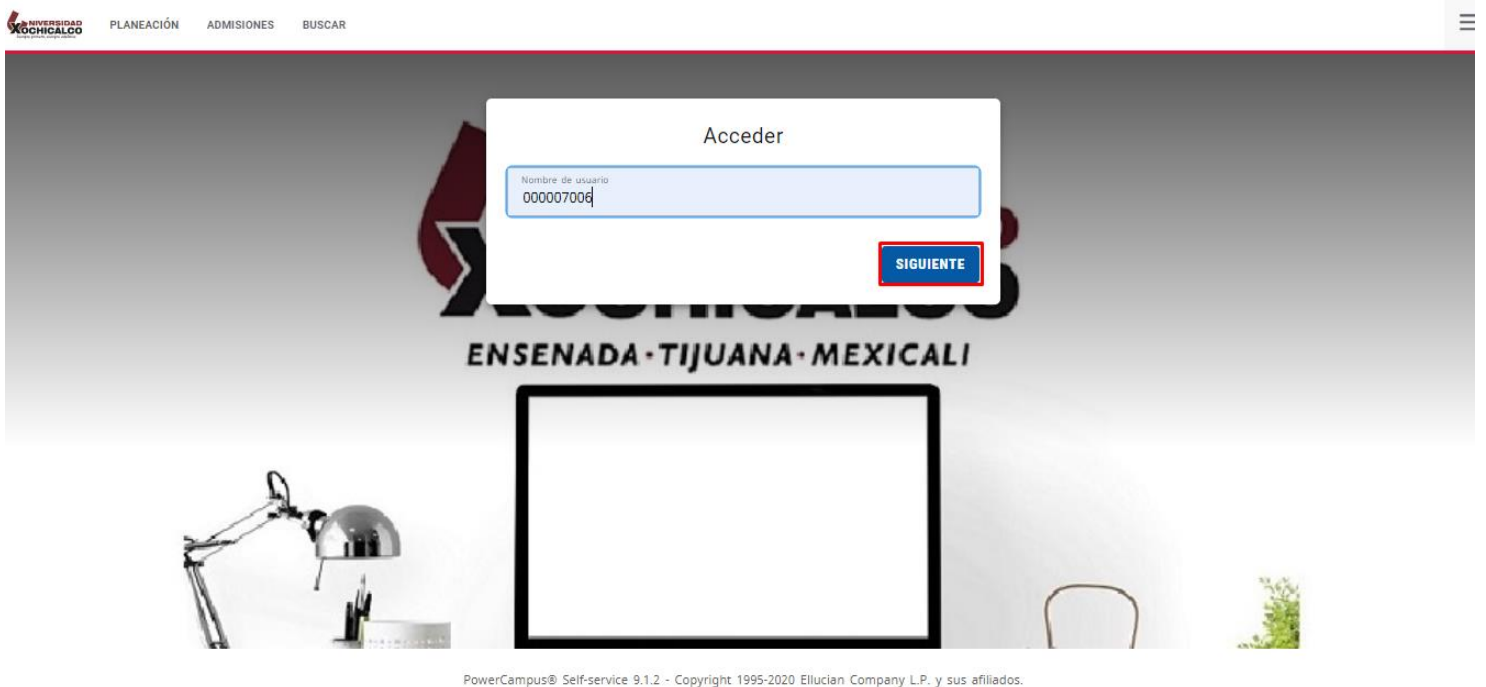 UNIVERSIDAD
XOCHICALCO
PLANEACIÓN ADMISIONES BUSCAR
Acceder
Nombre de usuario
000007006
SIGUIENTE
ENSENADA·TIJUANA·MEXICALI
PowerCampus® Self-service 9.1.2 - Copyright 1995-2020 Ellucian Company L.P. y sus afiliados.